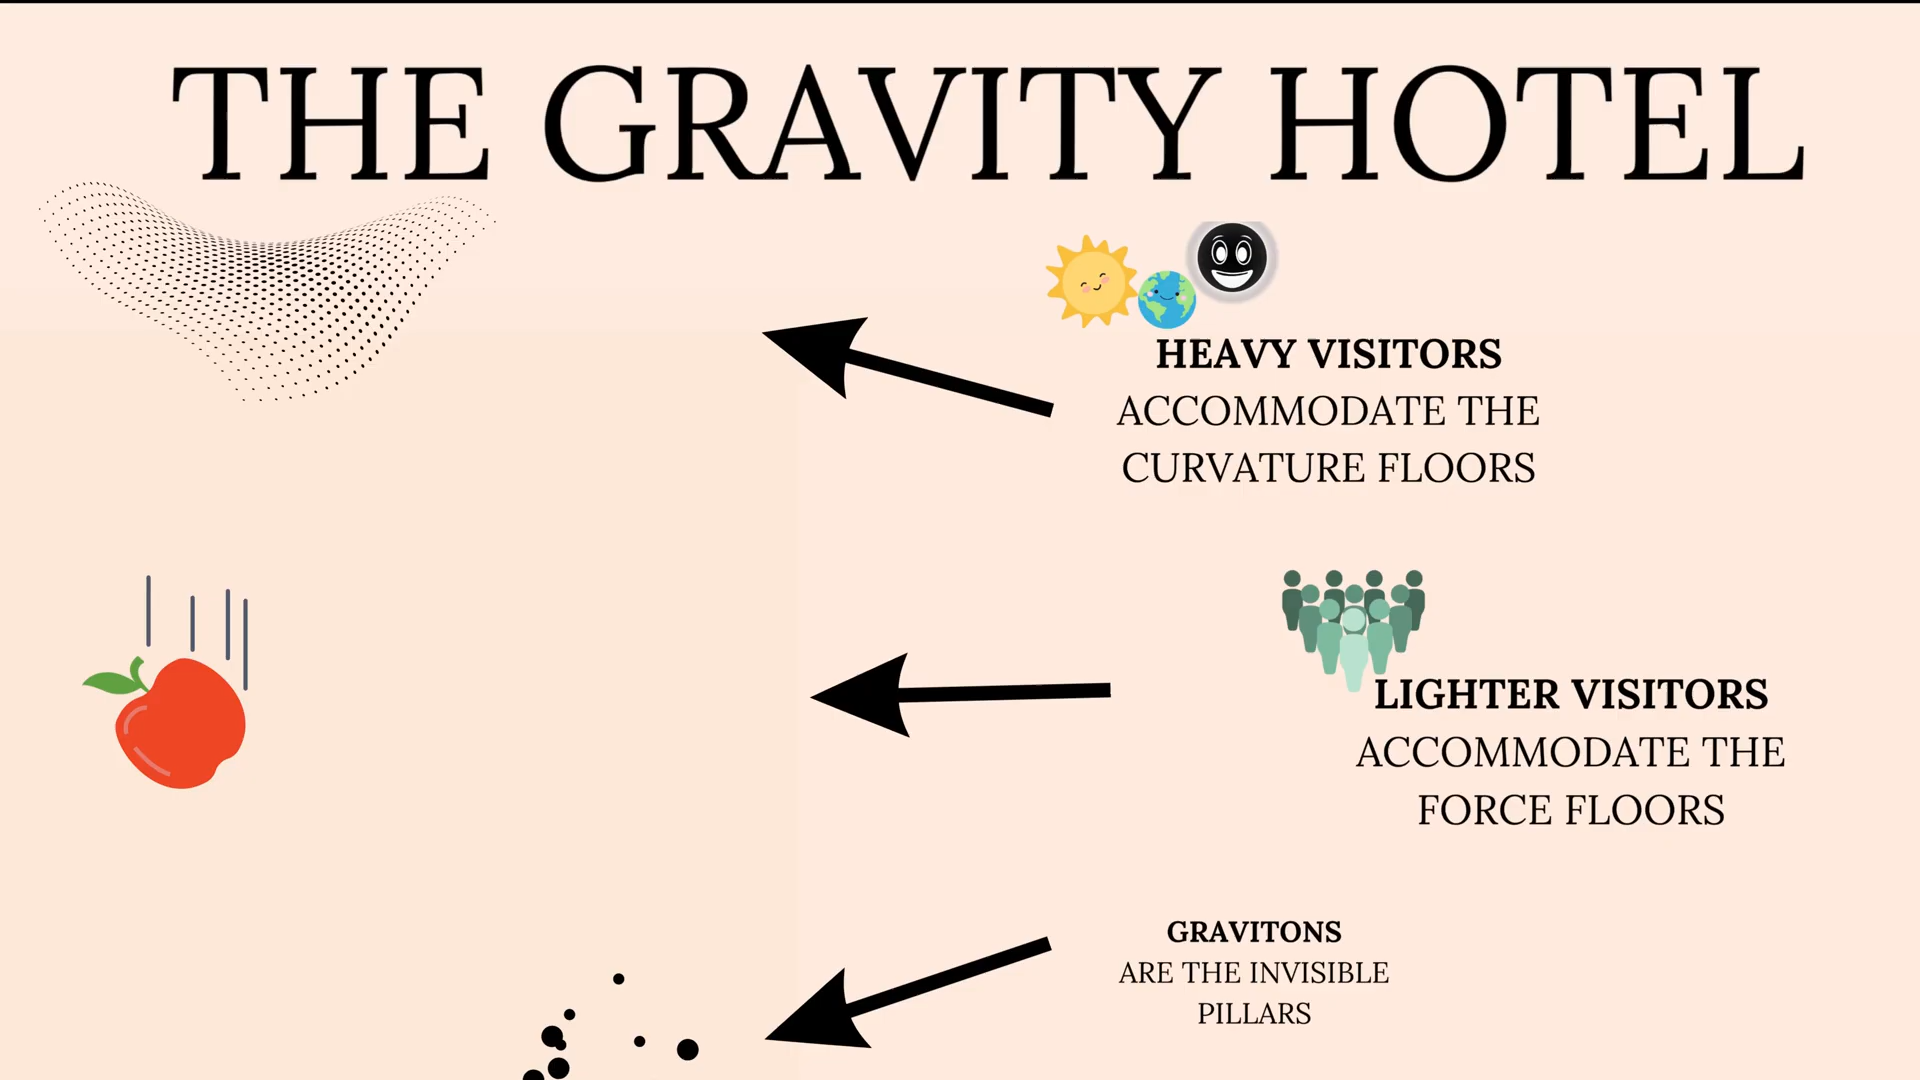 THE GRAVITY HOTEL
HEAVY VISITORS
ACCOMMODATE THE
CURVATURE FLOORS
LIGHTER VISITORS
ACCOMMODATE THE
FORCE FLOORS
GRAVITONS
ARE THE INVISIBLE
PILLARS